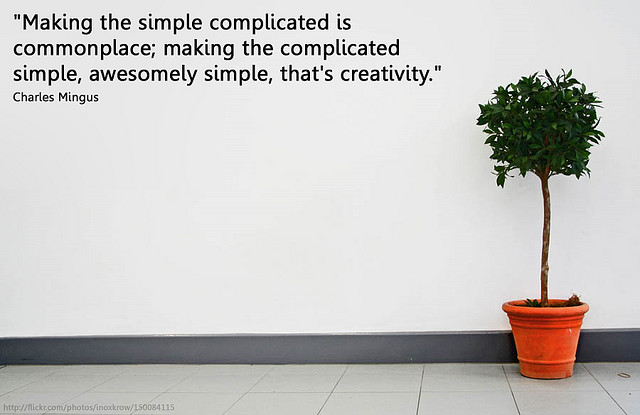 "Making the simple complicated is
commonplace; making the complicated
simple, awesomely simple, that's creativity."
Charles Mingus
http://flickr.com/photos/inoxkrow/150084115